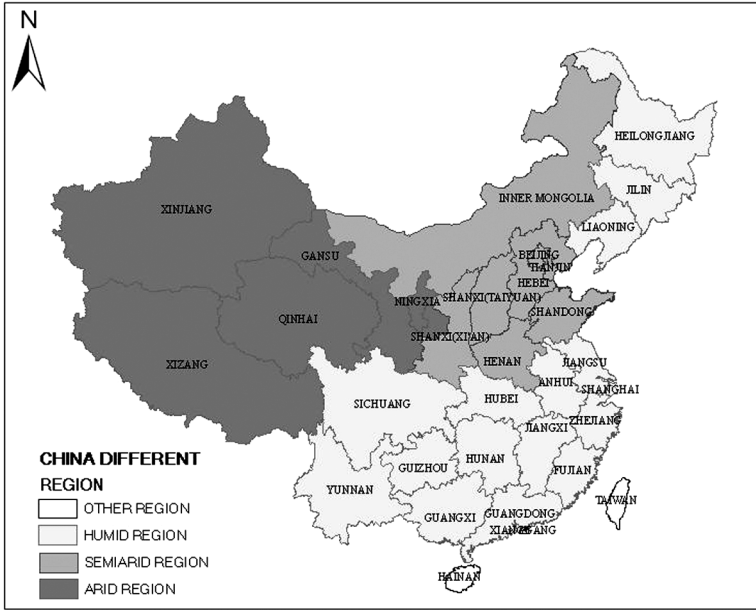 N
HEILONGJIANG
JILIN
INNER MONGOLIA
XINJIANG
LIAONING
GANSU
BEIJING
TIANJIN
HEBEI
NINGXIA
SHANXI(TAIYUAN)
SHANDONG
QINHAI
SHANXI(XI'AN)
XIZANG
HENAN
JIANGSU
ANHUI
SHANGHAI
SICHUANG
HUBEI
ZHEJIANG
JIANGXI
HUNAN
GUIZHOU
FUJIAN
YUNNAN
TAIWAN
GUANGXI
GUANGDONG
HAINAN
CHINA DIFFERENT
REGION
OTHER REGION
HUMID REGION
SEMIARID REGION
ARID REGION